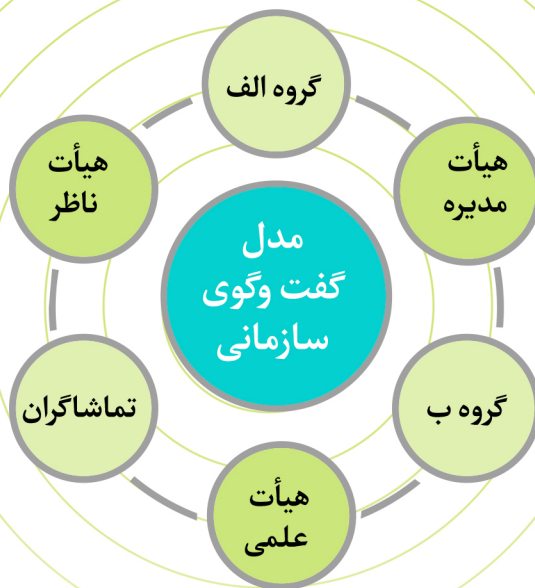 گروه الف
هیأت
مدیره
هیأت
ناظر
مدل
گفت وگوی
سازمانی
گروه ب
تماشاگران
هیأت
علمی